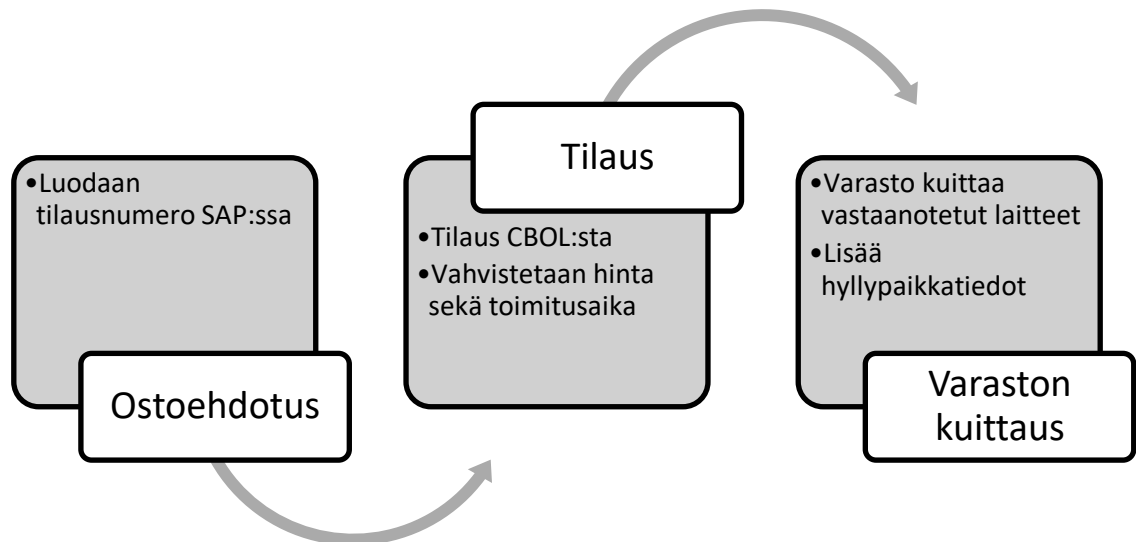 •Luodaan
tilausnumero SAP:ssa
Ostoehdotus
Tilaus
•Tilaus CBOL:sta
•Vahvistetaan hinta
sekä toimitusaika
•Varasto kuittaa
vastaanotetut laitteet
•Lisää
hyllypaikkatiedot
Varaston
kuittaus